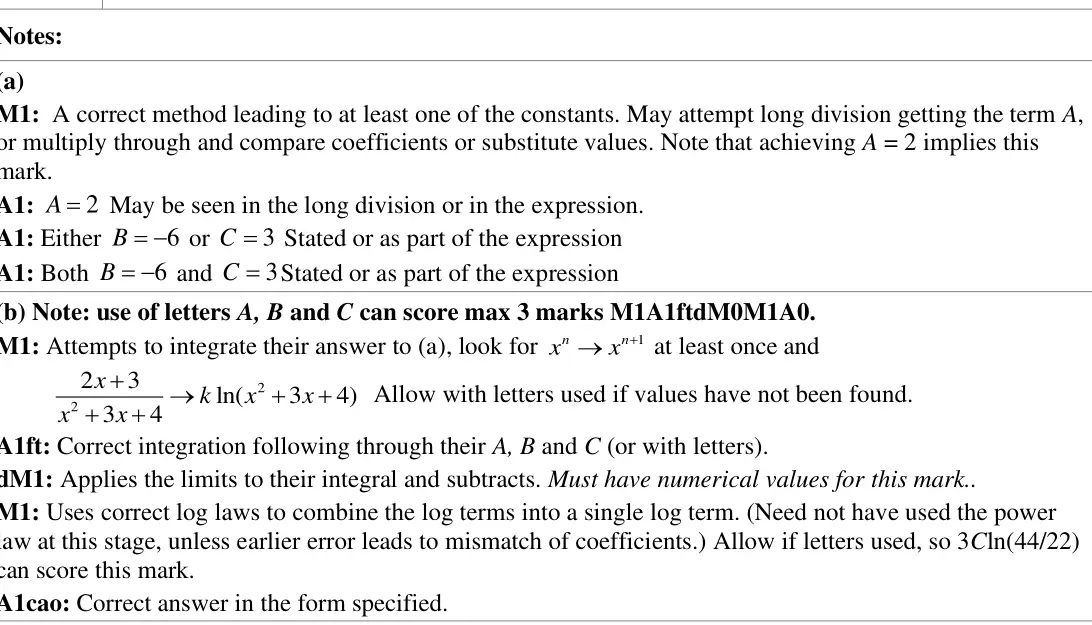 Notes:
(a)
M1: A correct method leading to at least one of the constants. May attempt long division getting the term A,
or multiply through and compare coefficients or substitute values. Note that achieving A = 2 implies this
mark.
A1: A = 2 May be seen in the long division or in the expression.
A1: Either B = −6 or C = 3 Stated or as part of the expression
A1: Both B = −6 and C = 3Stated or as part of the expression
(b) Note: use of letters A, B and C can score max 3 marks M1A1ftdM0M1A0.
M1: Attempts to integrate their answer to (a), look for xⁿ → xⁿ⁺¹ at least once and
(2x+3)/(x²+3x+4) → k ln(x²+3x+4) Allow with letters used if values have not been found.
A1ft: Correct integration following through their A, B and C (or with letters).
dM1: Applies the limits to their integral and subtracts. Must have numerical values for this mark..
M1: Uses correct log laws to combine the log terms into a single log term. (Need not have used the power
law at this stage, unless earlier error leads to mismatch of coefficients.) Allow if letters used, so 3Cln(44/22)
can score this mark.
A1cao: Correct answer in the form specified.